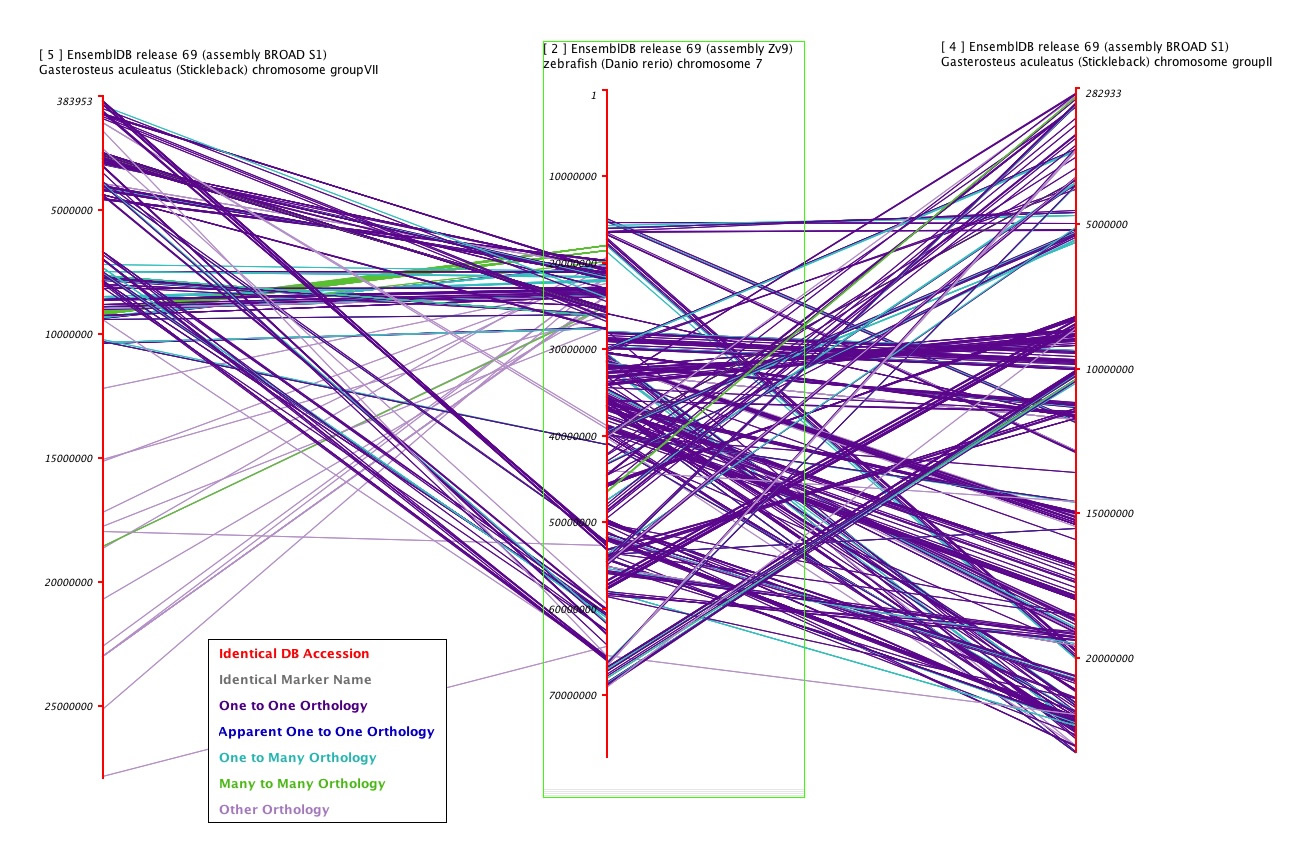 [ 5 ] EnsemblDB release 69 (assembly BROAD S1)
Gasterosteus aculeatus (Stickleback) chromosome groupVII
383953
5000000
10000000
15000000
20000000
25000000
[ 2 ] EnsemblDB release 69 (assembly Zv9)
zebrafish (Danio rerio) chromosome 7
1
10000000
20000000
30000000
40000000
50000000
60000000
70000000
[ 4 ] EnsemblDB release 69 (assembly BROAD S1)
Gasterosteus aculeatus (Stickleback) chromosome groupII
282933
5000000
10000000
15000000
20000000
Identical DB Accession
Identical Marker Name
One to One Orthology
Apparent One to One Orthology
One to Many Orthology
Many to Many Orthology
Other Orthology